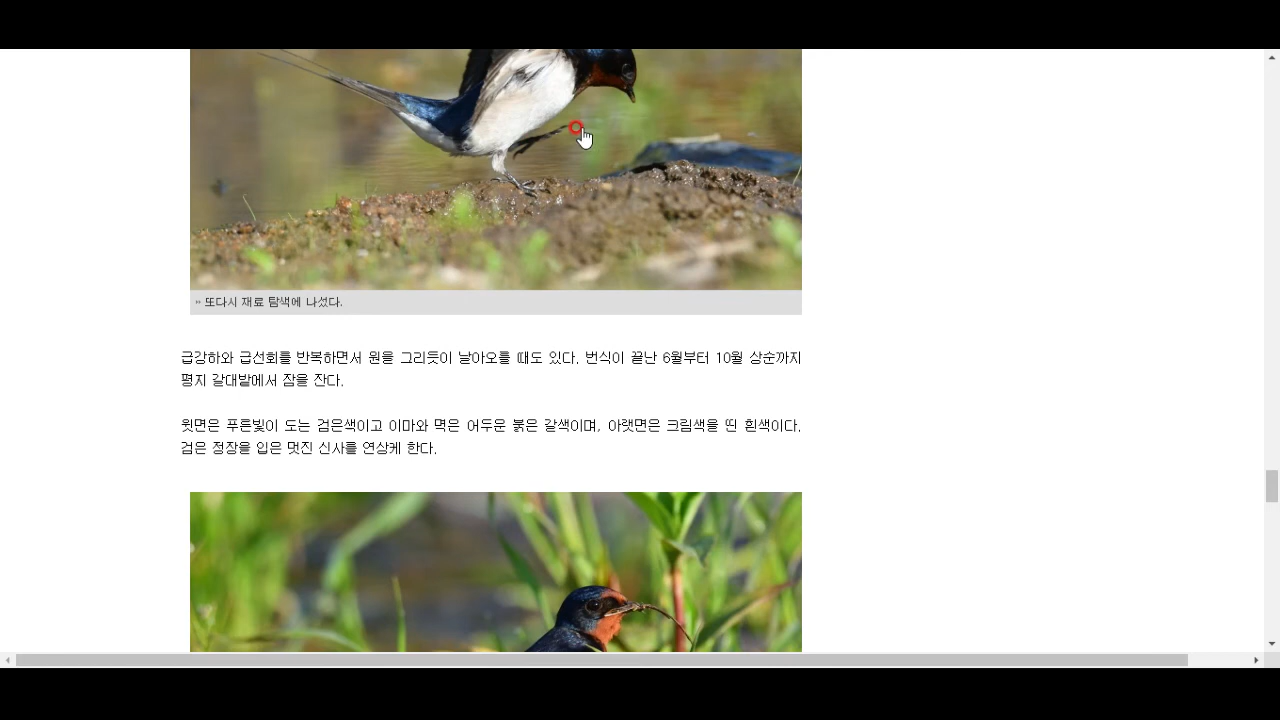 » 또다시 재료 탐색에 나섰다.
급강하와 급선회를 반복하면서 원을 그리듯이 날아오를 때도 있다. 번식이 끝난 6월부터 10월 상순까지
평지 갈대밭에서 잠을 잔다.
윗면은 푸른빛이 도는 검은색이고 이마와 멱은 어두운 붉은 갈색이며, 아랫면은 크림색을 띤 흰색이다.
검은 정장을 입은 멋진 신사를 연상케 한다.